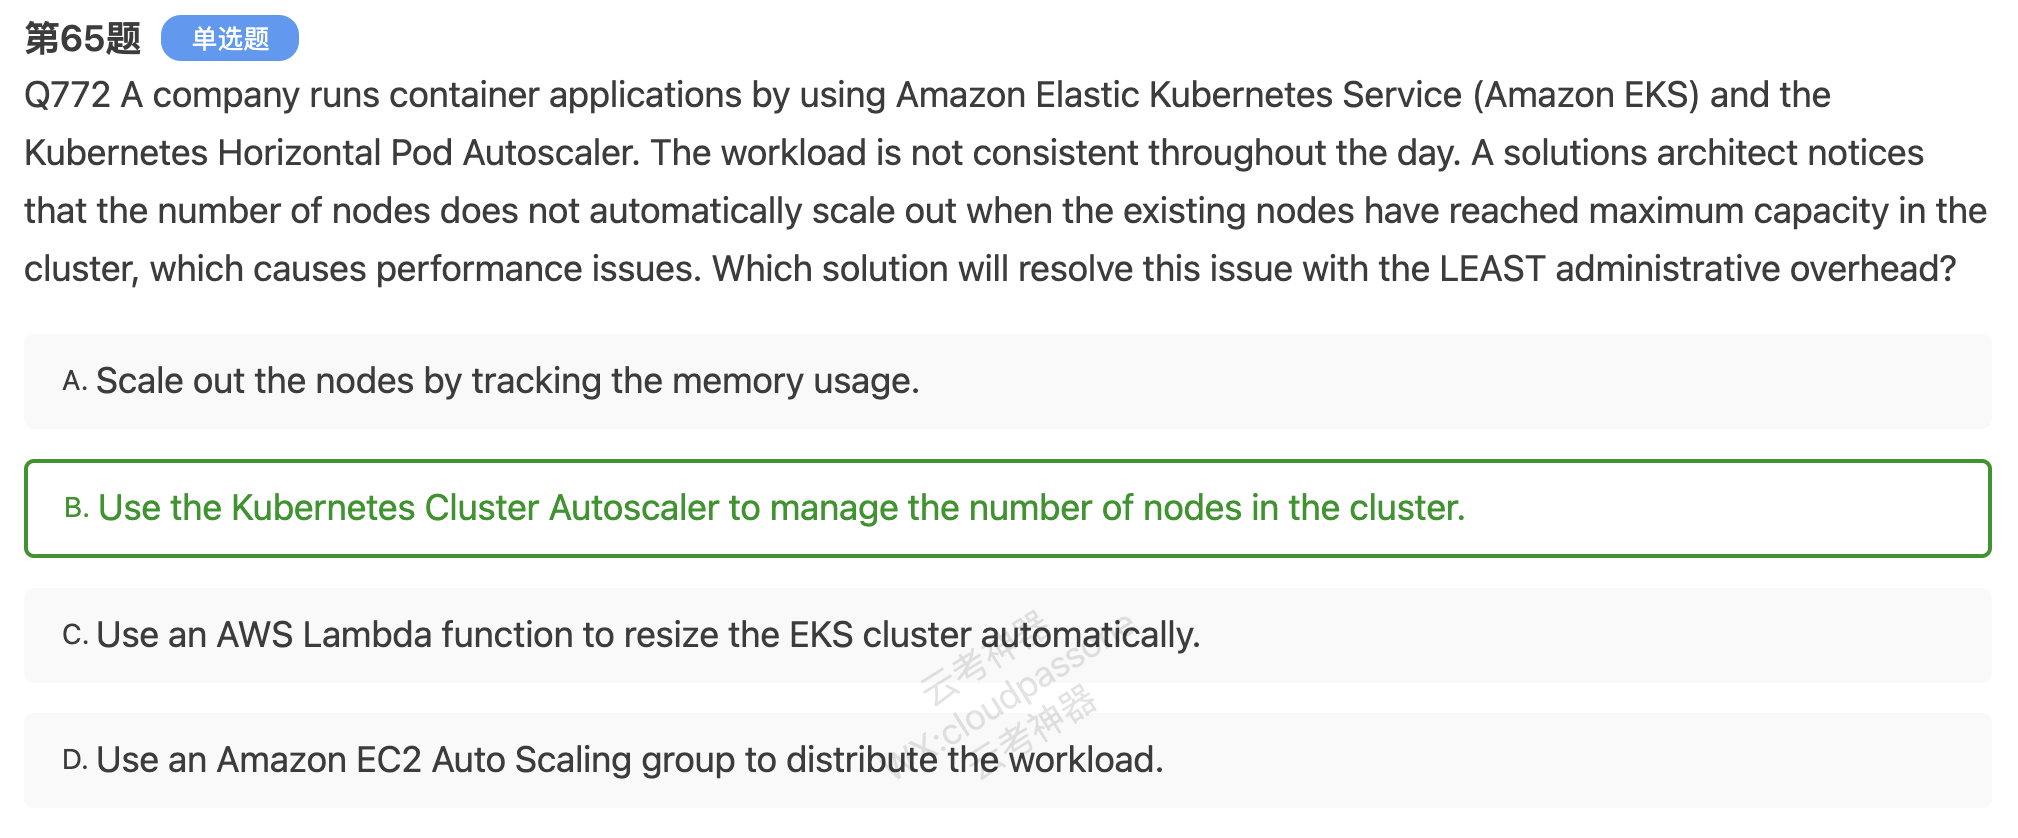 第65题 单选题
Q772 A company runs container applications by using Amazon Elastic Kubernetes Service (Amazon EKS) and the
Kubernetes Horizontal Pod Autoscaler. The workload is not consistent throughout the day. A solutions architect notices
that the number of nodes does not automatically scale out when the existing nodes have reached maximum capacity in the
cluster, which causes performance issues. Which solution will resolve this issue with the LEAST administrative overhead?
A. Scale out the nodes by tracking the memory usage.
B. Use the Kubernetes Cluster Autoscaler to manage the number of nodes in the cluster.
C. Use an AWS Lambda function to resize the EKS cluster automatically.
D. Use an Amazon EC2 Auto Scaling group to distribute the workload.
云考神器
WX:cloudpassone
云考神器